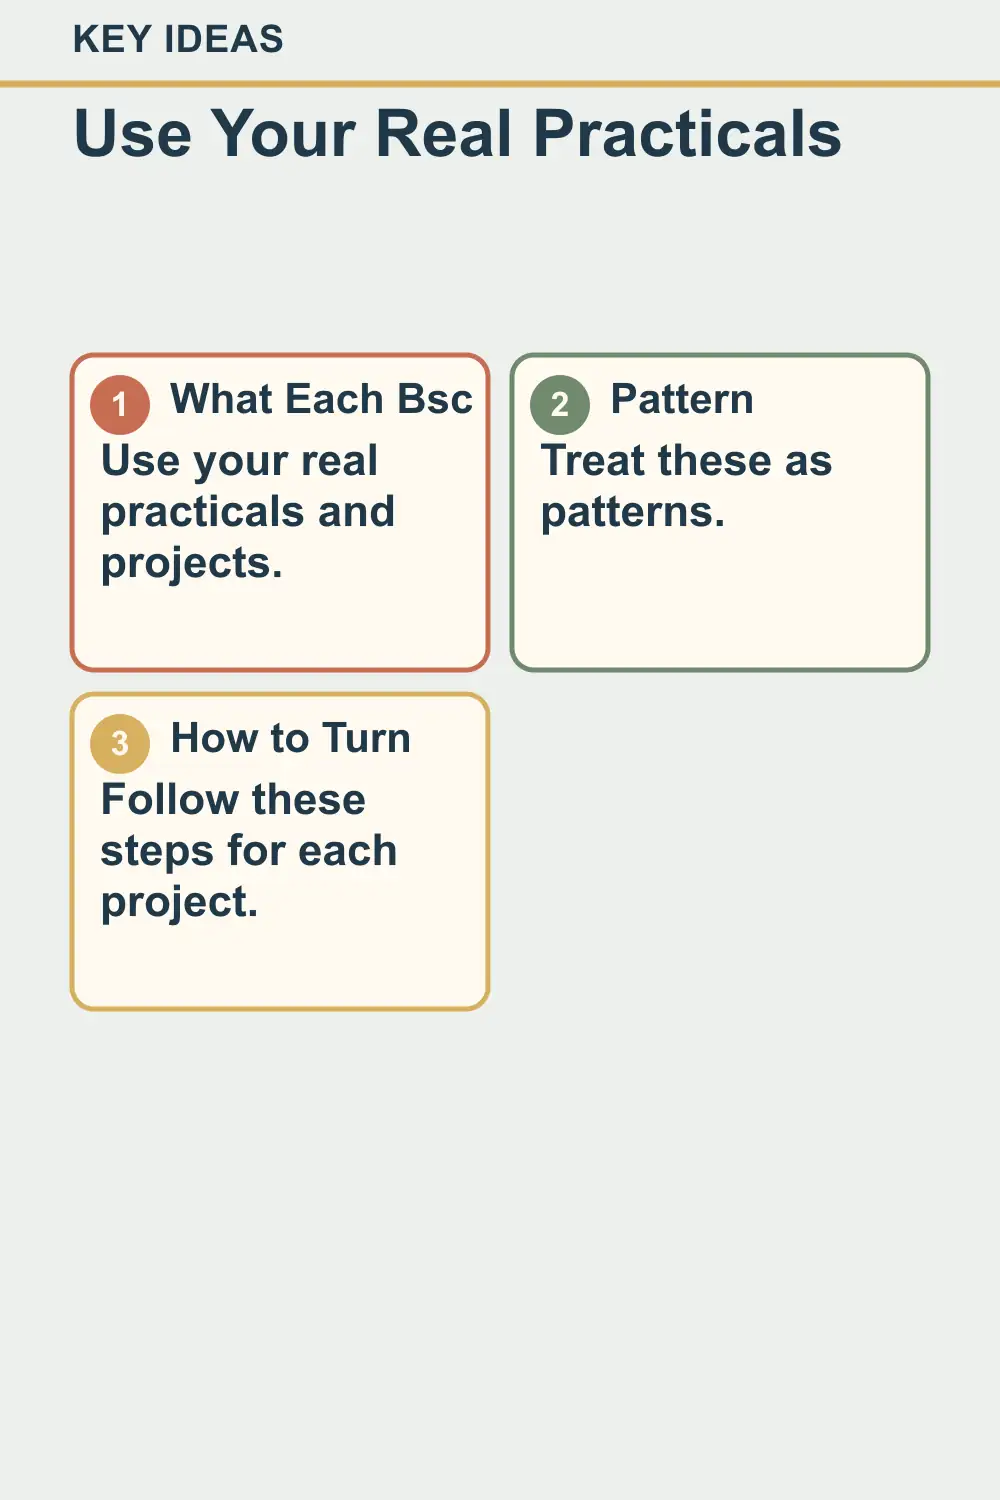 KEY IDEAS
Use Your Real Practicals
1 What Each Bsc
Use your real
practicals and
projects.
2 Pattern
Treat these as
patterns.
3 How to Turn
Follow these
steps for each
project.